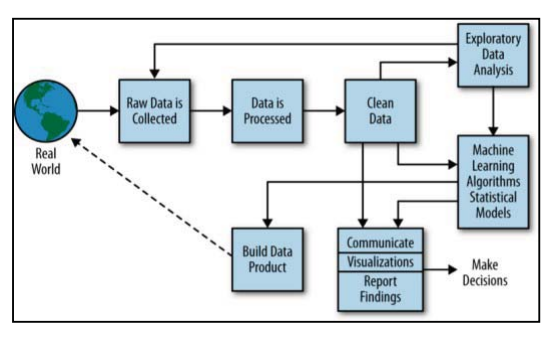 Exploratory
Data
Analysis
Raw Data is
Collected
Data is
Processed
Clean
Data
Real
World
Machine
Learning
Algorithms
Statistical
Models
Build Data
Product
Communicate
Visualizations
Report
Findings
Make
Decisions